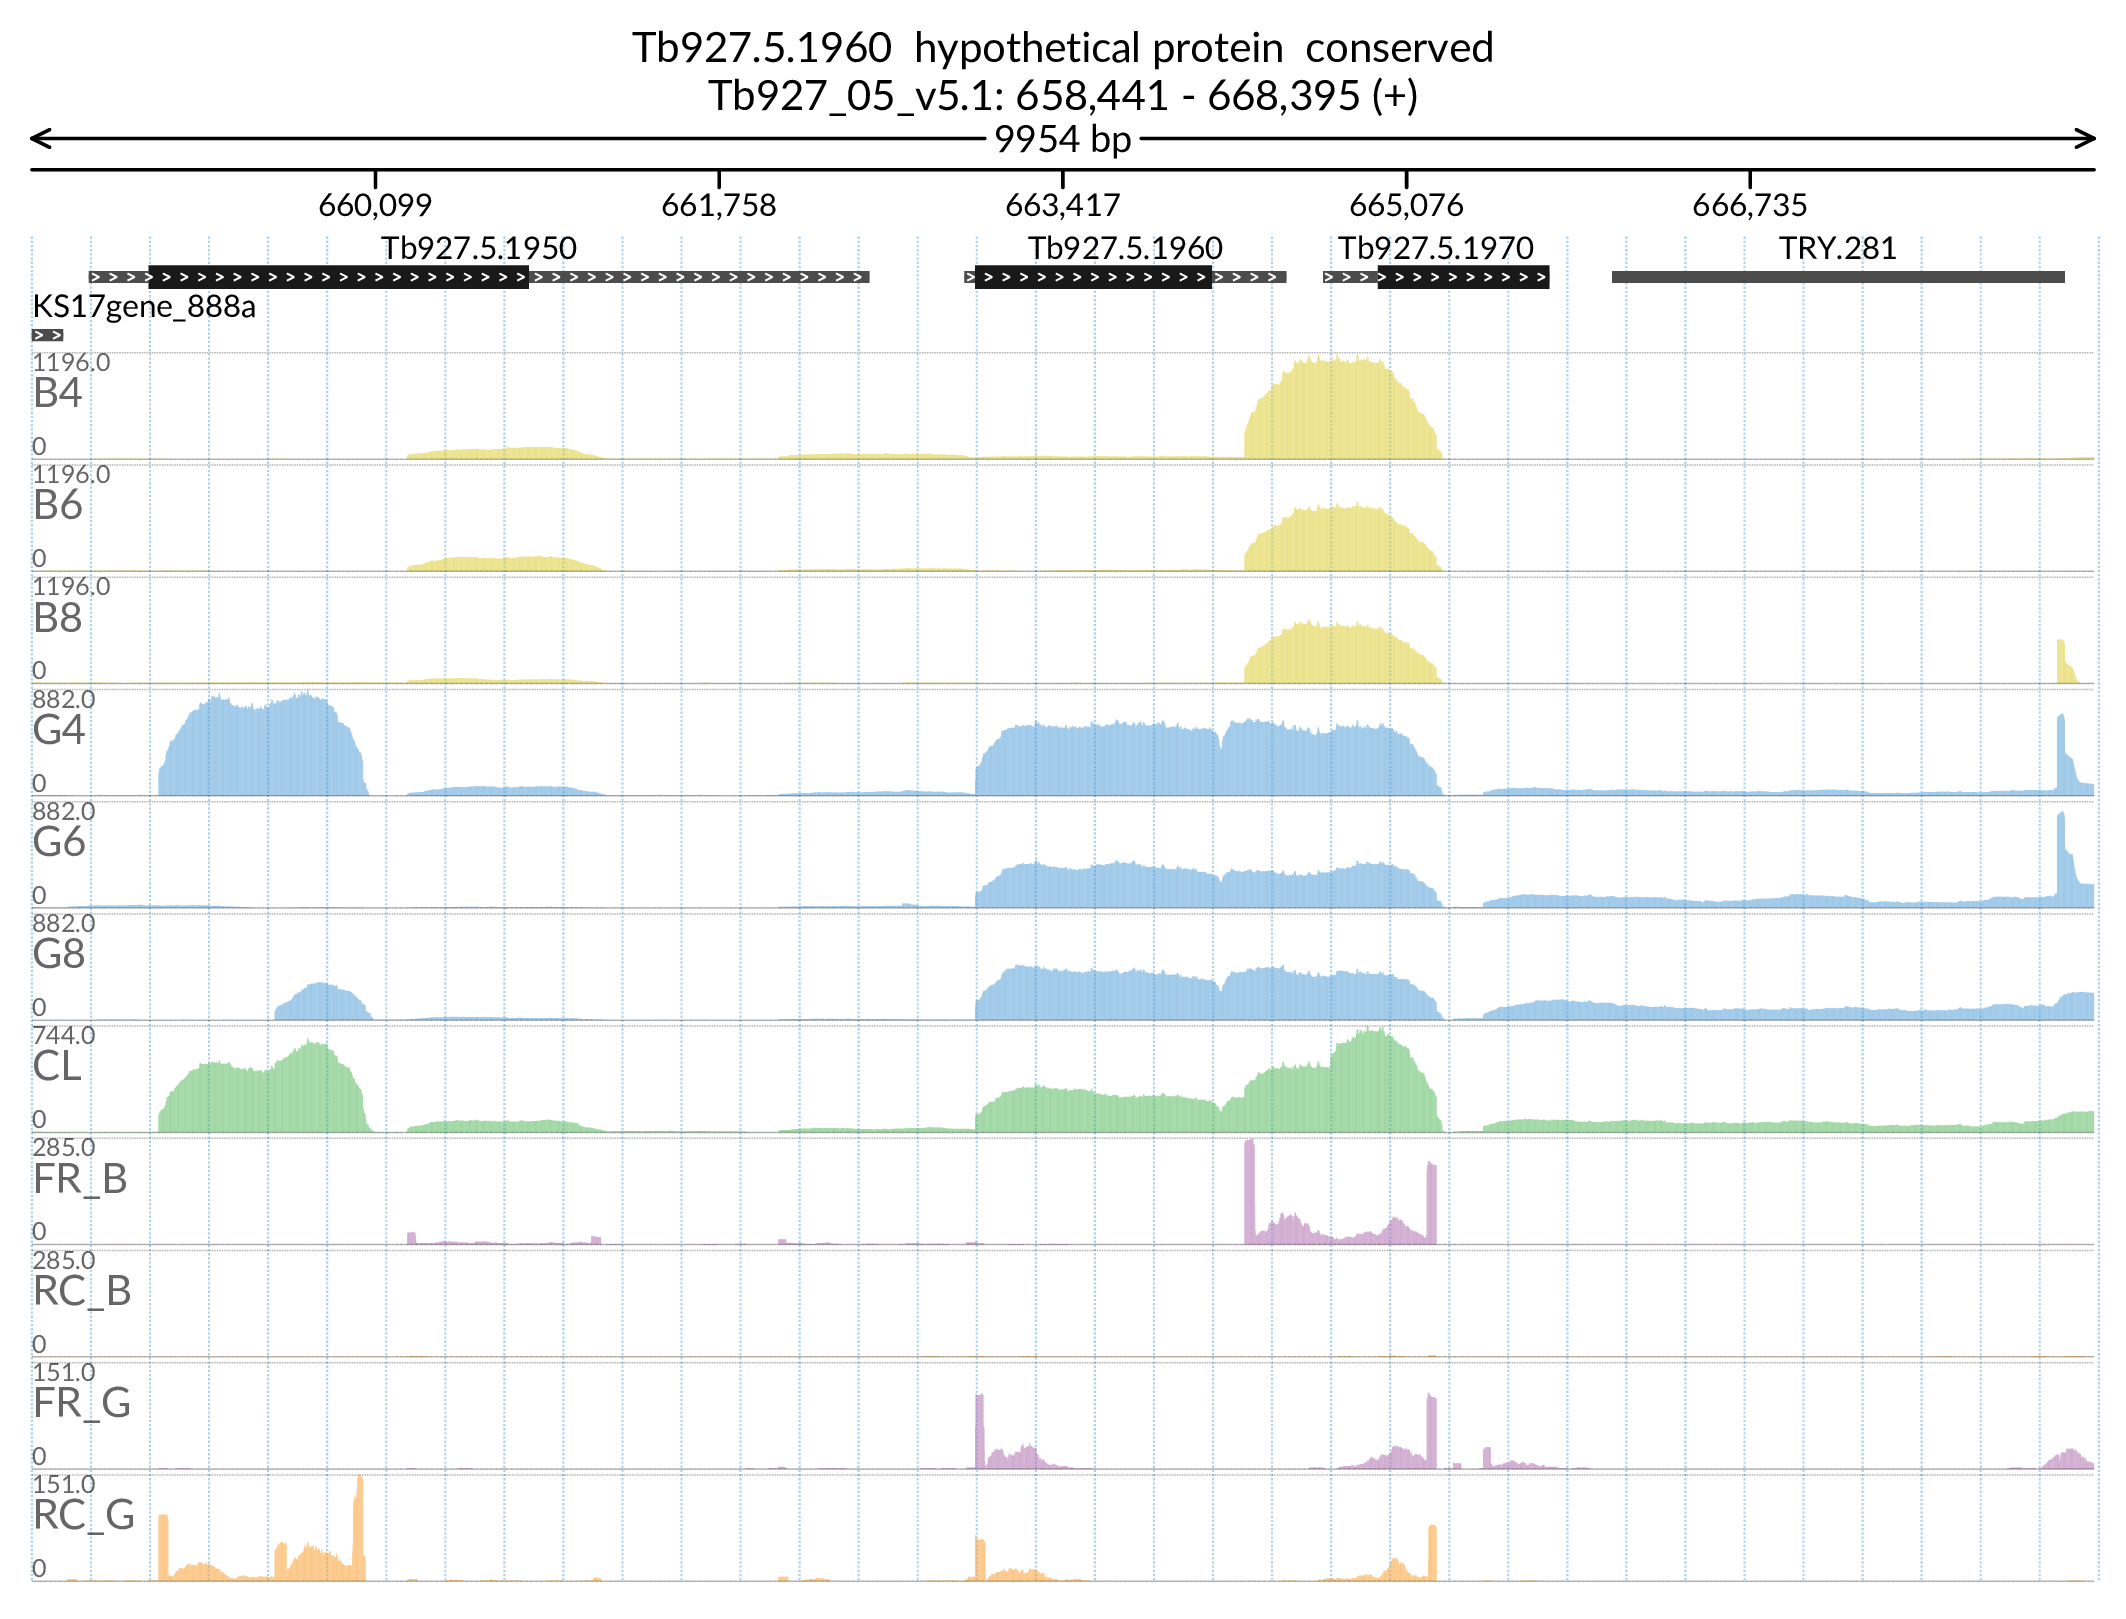 Tb927.5.1960  hypothetical protein  conserved
Tb927_05_v5.1: 658,441 - 668,395 (+)
9954 bp
660,099 661,758 663,417 665,076 666,735
Tb927.5.1950 Tb927.5.1960 Tb927.5.1970 TRY.281
KS17gene_888a
1196.0
B4
0
1196.0
B6
0
1196.0
B8
0
882.0
G4
0
882.0
G6
0
882.0
G8
0
744.0
CL
0
285.0
FR_B
0
285.0
RC_B
0
151.0
FR_G
0
151.0
RC_G
0